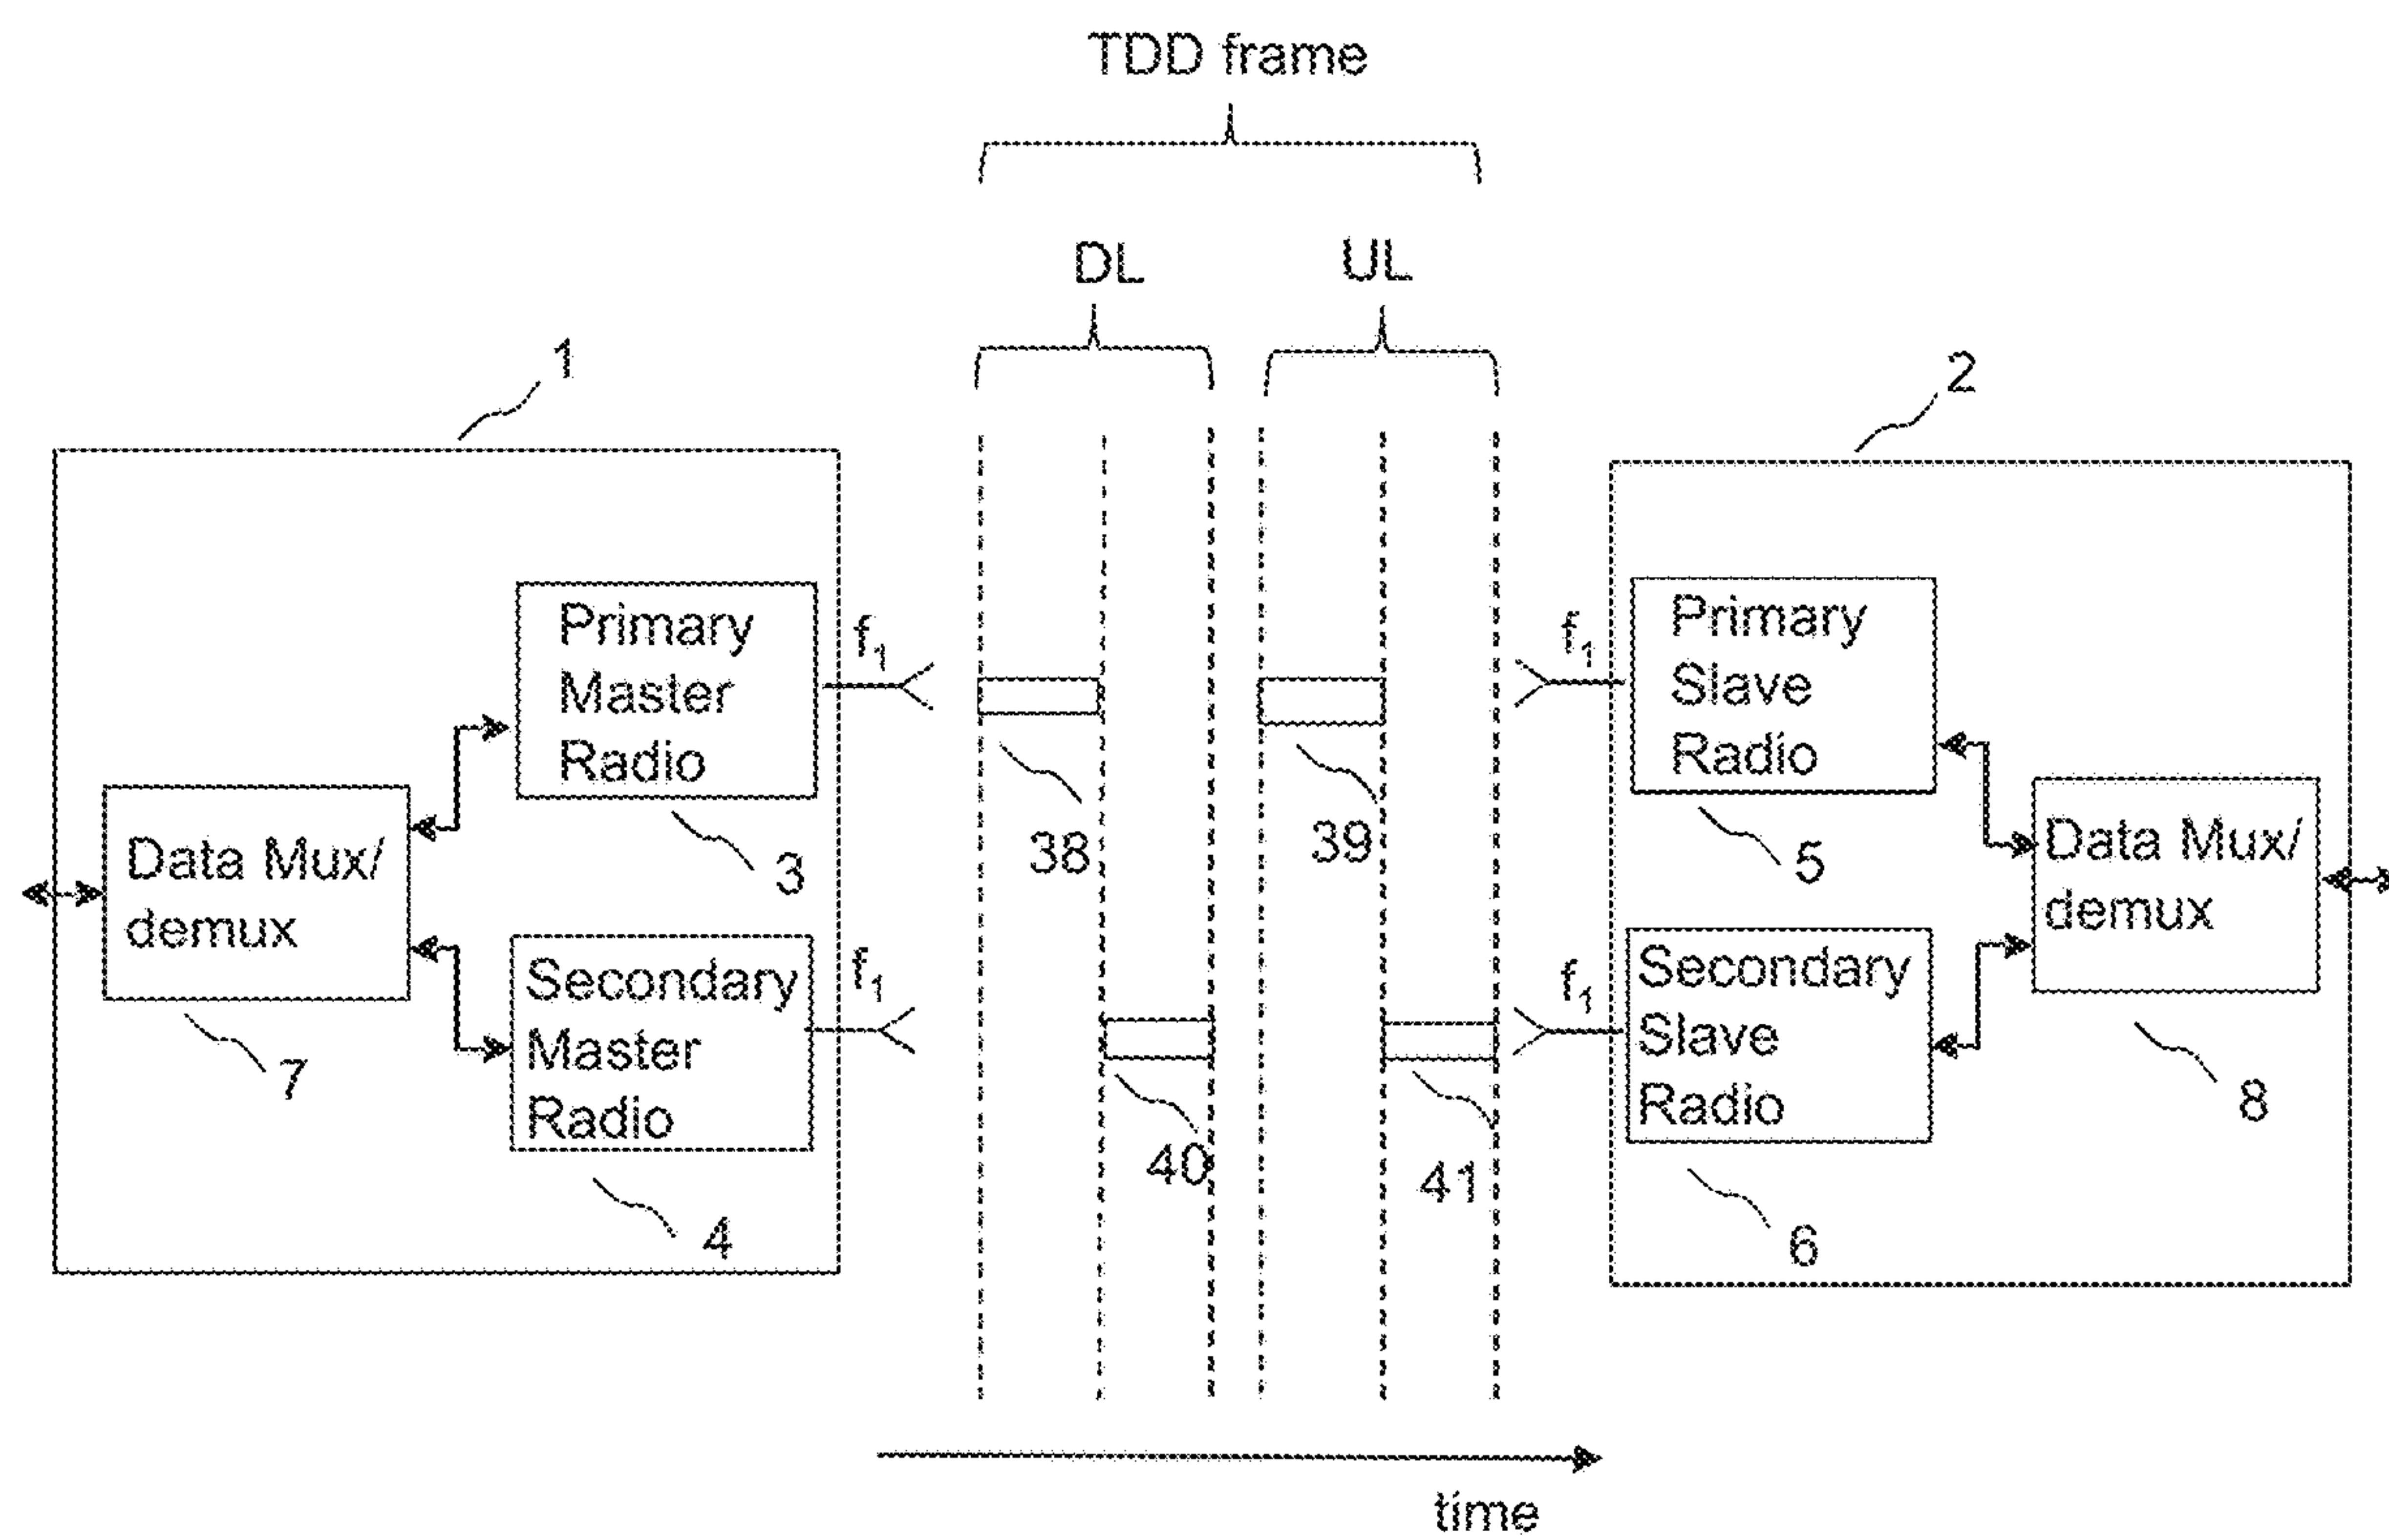 TDD frame
DL
UL
1
2
Primary
Master
Radio
f1
f1
Primary
Slave
Radio
3
38
39
5
Data Mux/
demux
Data Mux/
demux
Secondary
Master
Radio
f1
f1
Secondary
Slave
Radio
7
40
41
8
4
6
time